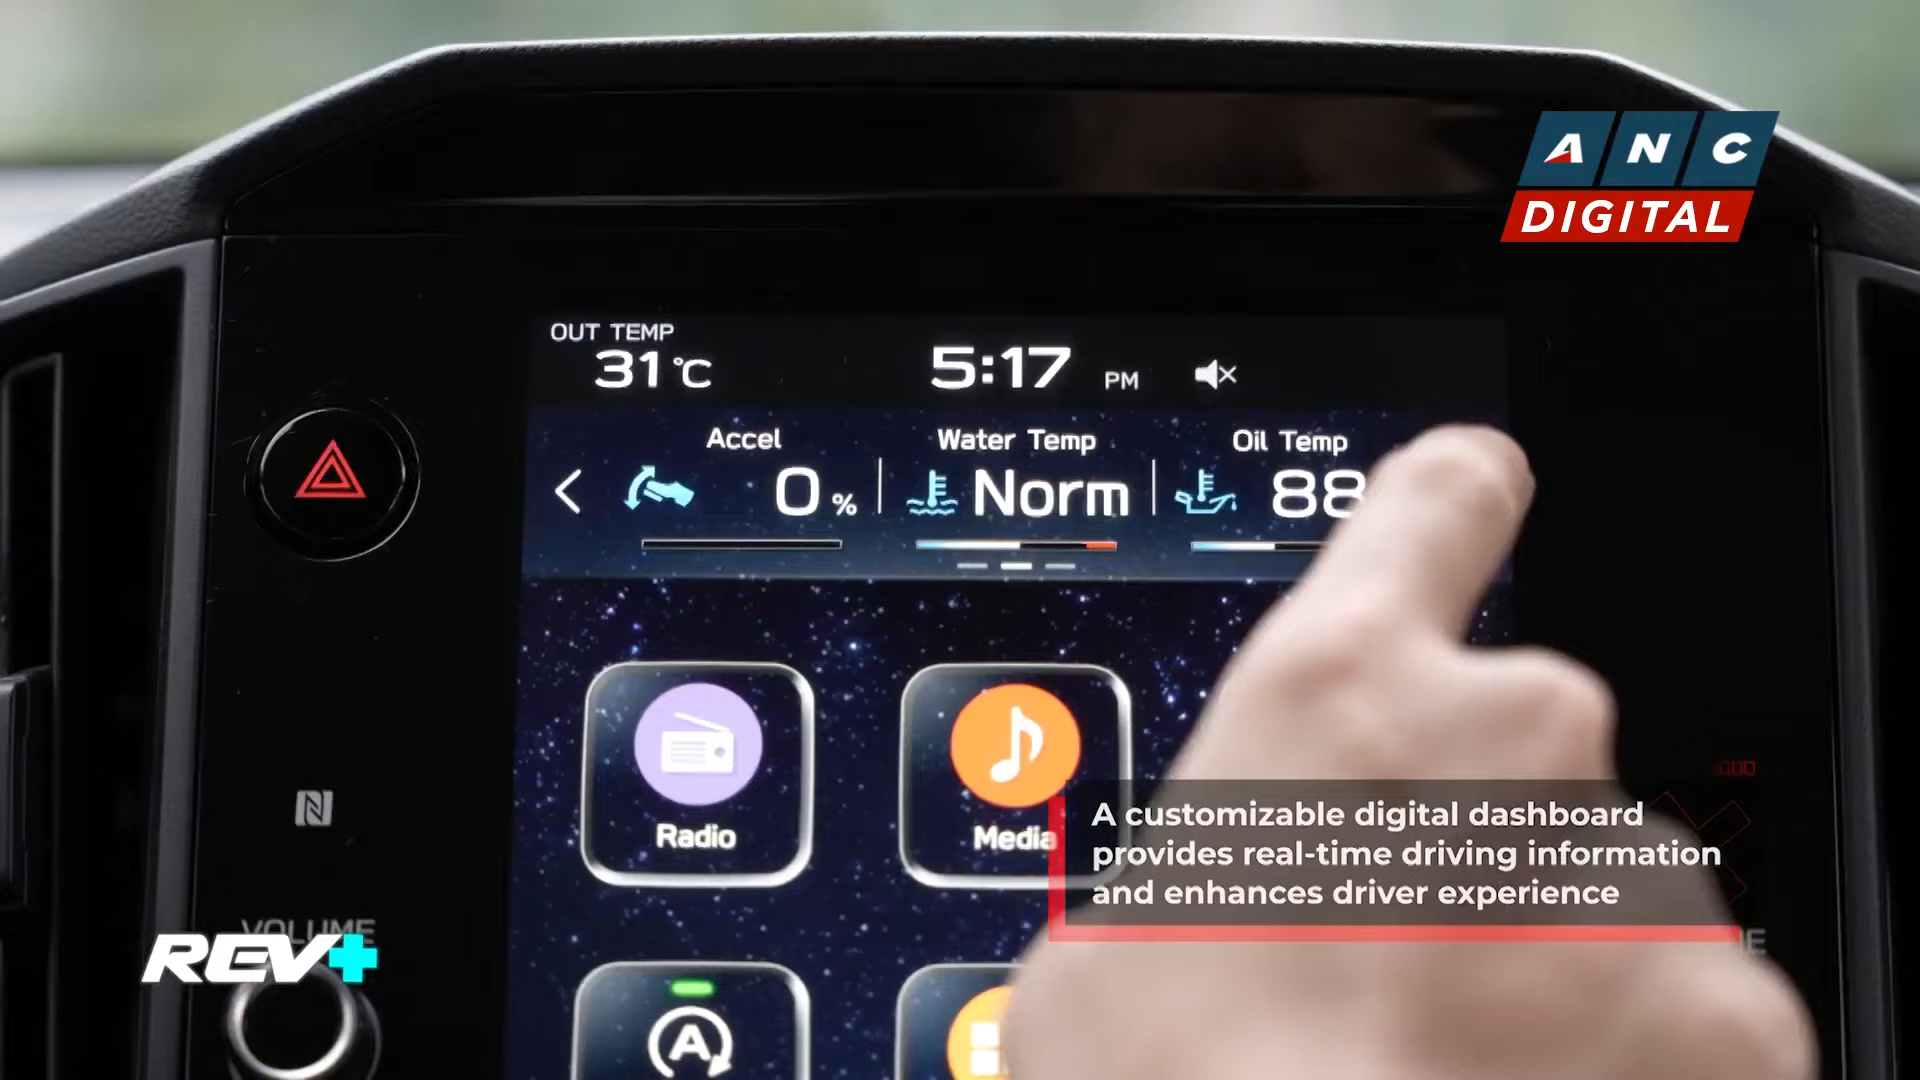 ANC
DIGITAL
OUT TEMP
31°C
5:17 PM
Accel
0 %
Water Temp
Norm
Oil Temp
88
Radio
Media
A customizable digital dashboard
provides real-time driving information
and enhances driver experience
VOLUME
REV+
A